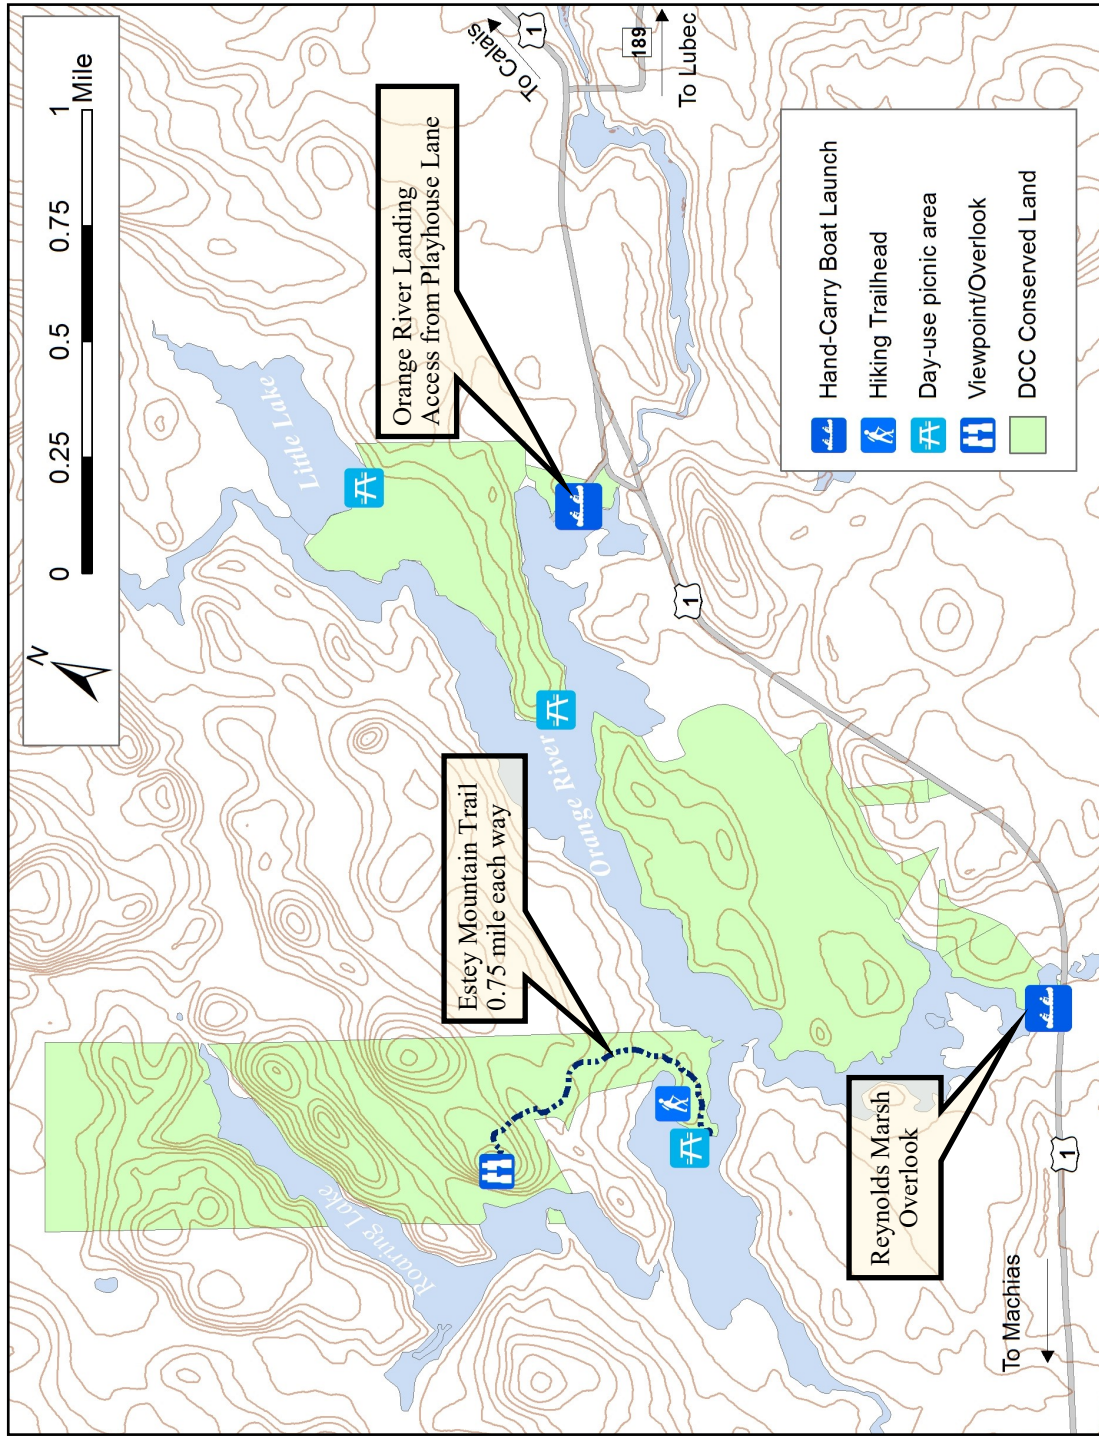 N
0 0.25 0.5 0.75 1
Mile
To Calais
1
189
To Lubec
Little Lake
Orange River Landing
Access from Playhouse Lane
1
Orange River
Estey Mountain Trail
0.75 mile each way
Roaring Lake
Reynolds Marsh
Overlook
1
To Machias
Hand-Carry Boat Launch
Hiking Trailhead
Day-use picnic area
Viewpoint/Overlook
DCC Conserved Land